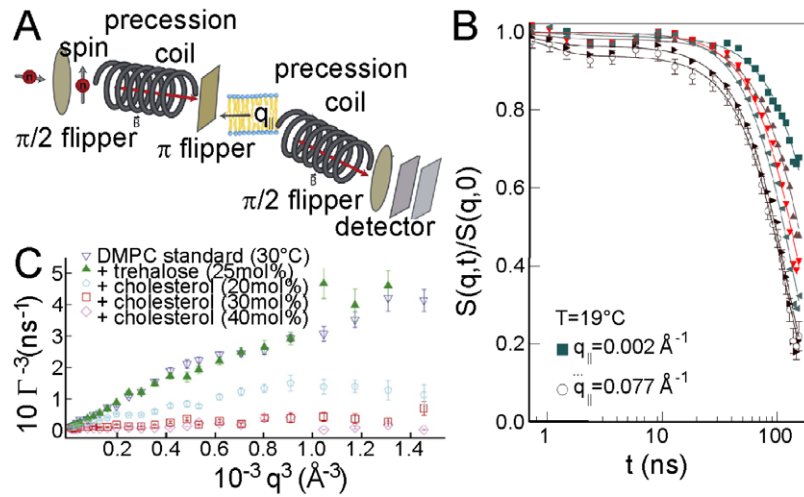 A
precession
coil
spin
n
n
B
π/2 flipper
π flipper
q||
precession
coil
B
π/2 flipper
detector
B
S(q,t)/S(q,0)
1.0
0.8
0.6
0.4
0.2
0.0
T=19°C
q||=0.002 Å-1
...
q||=0.077 Å-1
1
10
100
t (ns)
C
DMPC standard (30°C)
+ trehalose (25mol%)
+ cholesterol (20mol%)
+ cholesterol (30mol%)
+ cholesterol (40mol%)
10 Γ-3(ns-1)
5
4
3
2
1
0
0.2
0.4
0.6
0.8
1.0
1.2
1.4
10-3 q3 (Å-3)